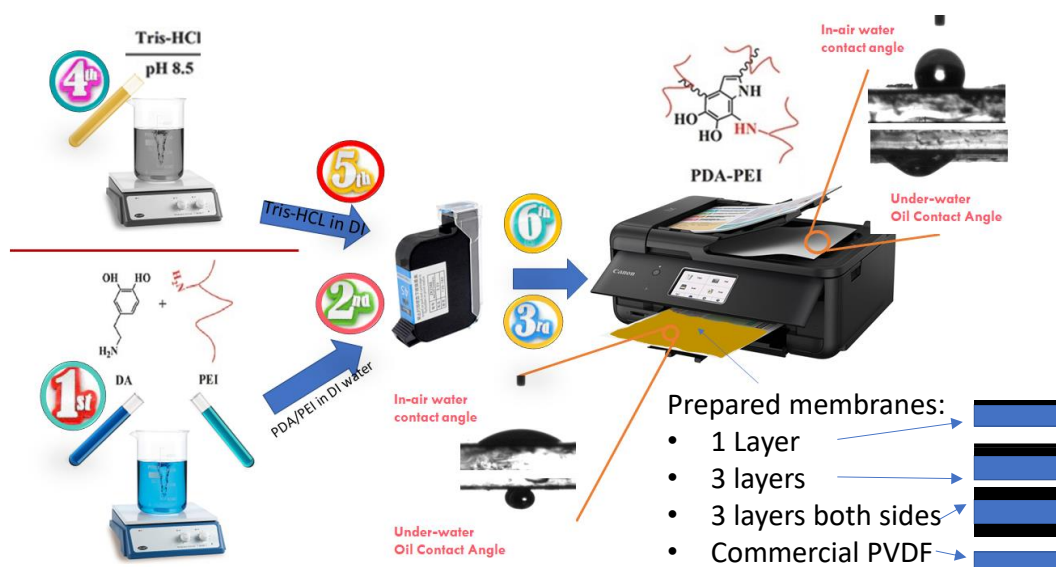 Tris-HCl
pH 8.5
4th
5th
Tris-HCL in DI
6th
2nd
3rd
1st
HO
OH
H₂N
+
H₂N
DA
PEI
PDA/PEI in DI water
NH
HO
HO
HN
PDA-PEI
In-air water
contact angle
Under-water
Oil Contact Angle
Canon
In-air water
contact angle
Under-water
Oil Contact Angle
Prepared membranes:
• 1 Layer
• 3 layers
• 3 layers both sides
• Commercial PVDF